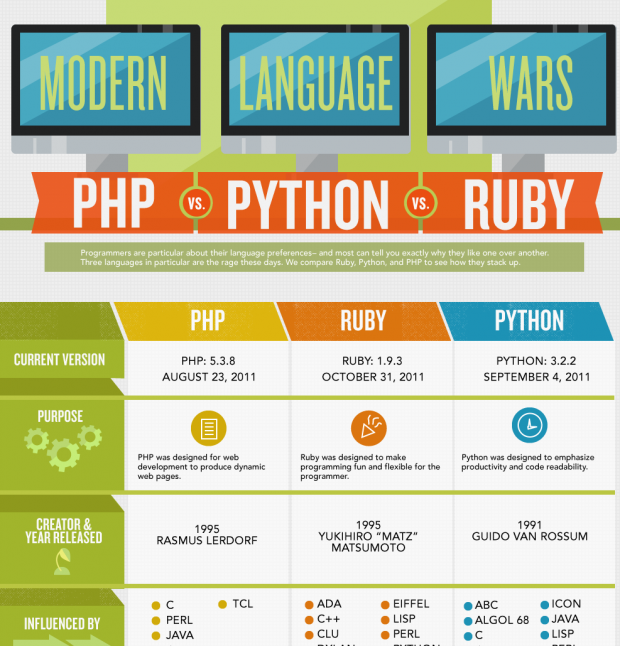 MODERN LANGUAGE WARS
PHP VS. PYTHON VS. RUBY
Programmers are particular about their language preferences– and most can tell you exactly why they like one over another.
Three languages in particular are the rage these days. We compare Ruby, Python, and PHP to see how they stack up.
PHP RUBY PYTHON
CURRENT VERSION
PHP: 5.3.8
AUGUST 23, 2011
RUBY: 1.9.3
OCTOBER 31, 2011
PYTHON: 3.2.2
SEPTEMBER 4, 2011
PURPOSE
PHP was designed for web
development to produce dynamic
web pages.
Ruby was designed to make
programming fun and flexible for the
programmer.
Python was designed to emphasize
productivity and code readability.
CREATOR &
YEAR RELEASED
1995
RASMUS LERDORF
1995
YUKIHIRO “MATZ”
MATSUMOTO
1991
GUIDO VAN ROSSUM
INFLUENCED BY
C
PERL
JAVA
TCL
ADA
C++
CLU
DYLAN
EIFFEL
LISP
PERL
PYTHON
ABC
ALGOL 68
C
ICON
JAVA
LISP
PERL